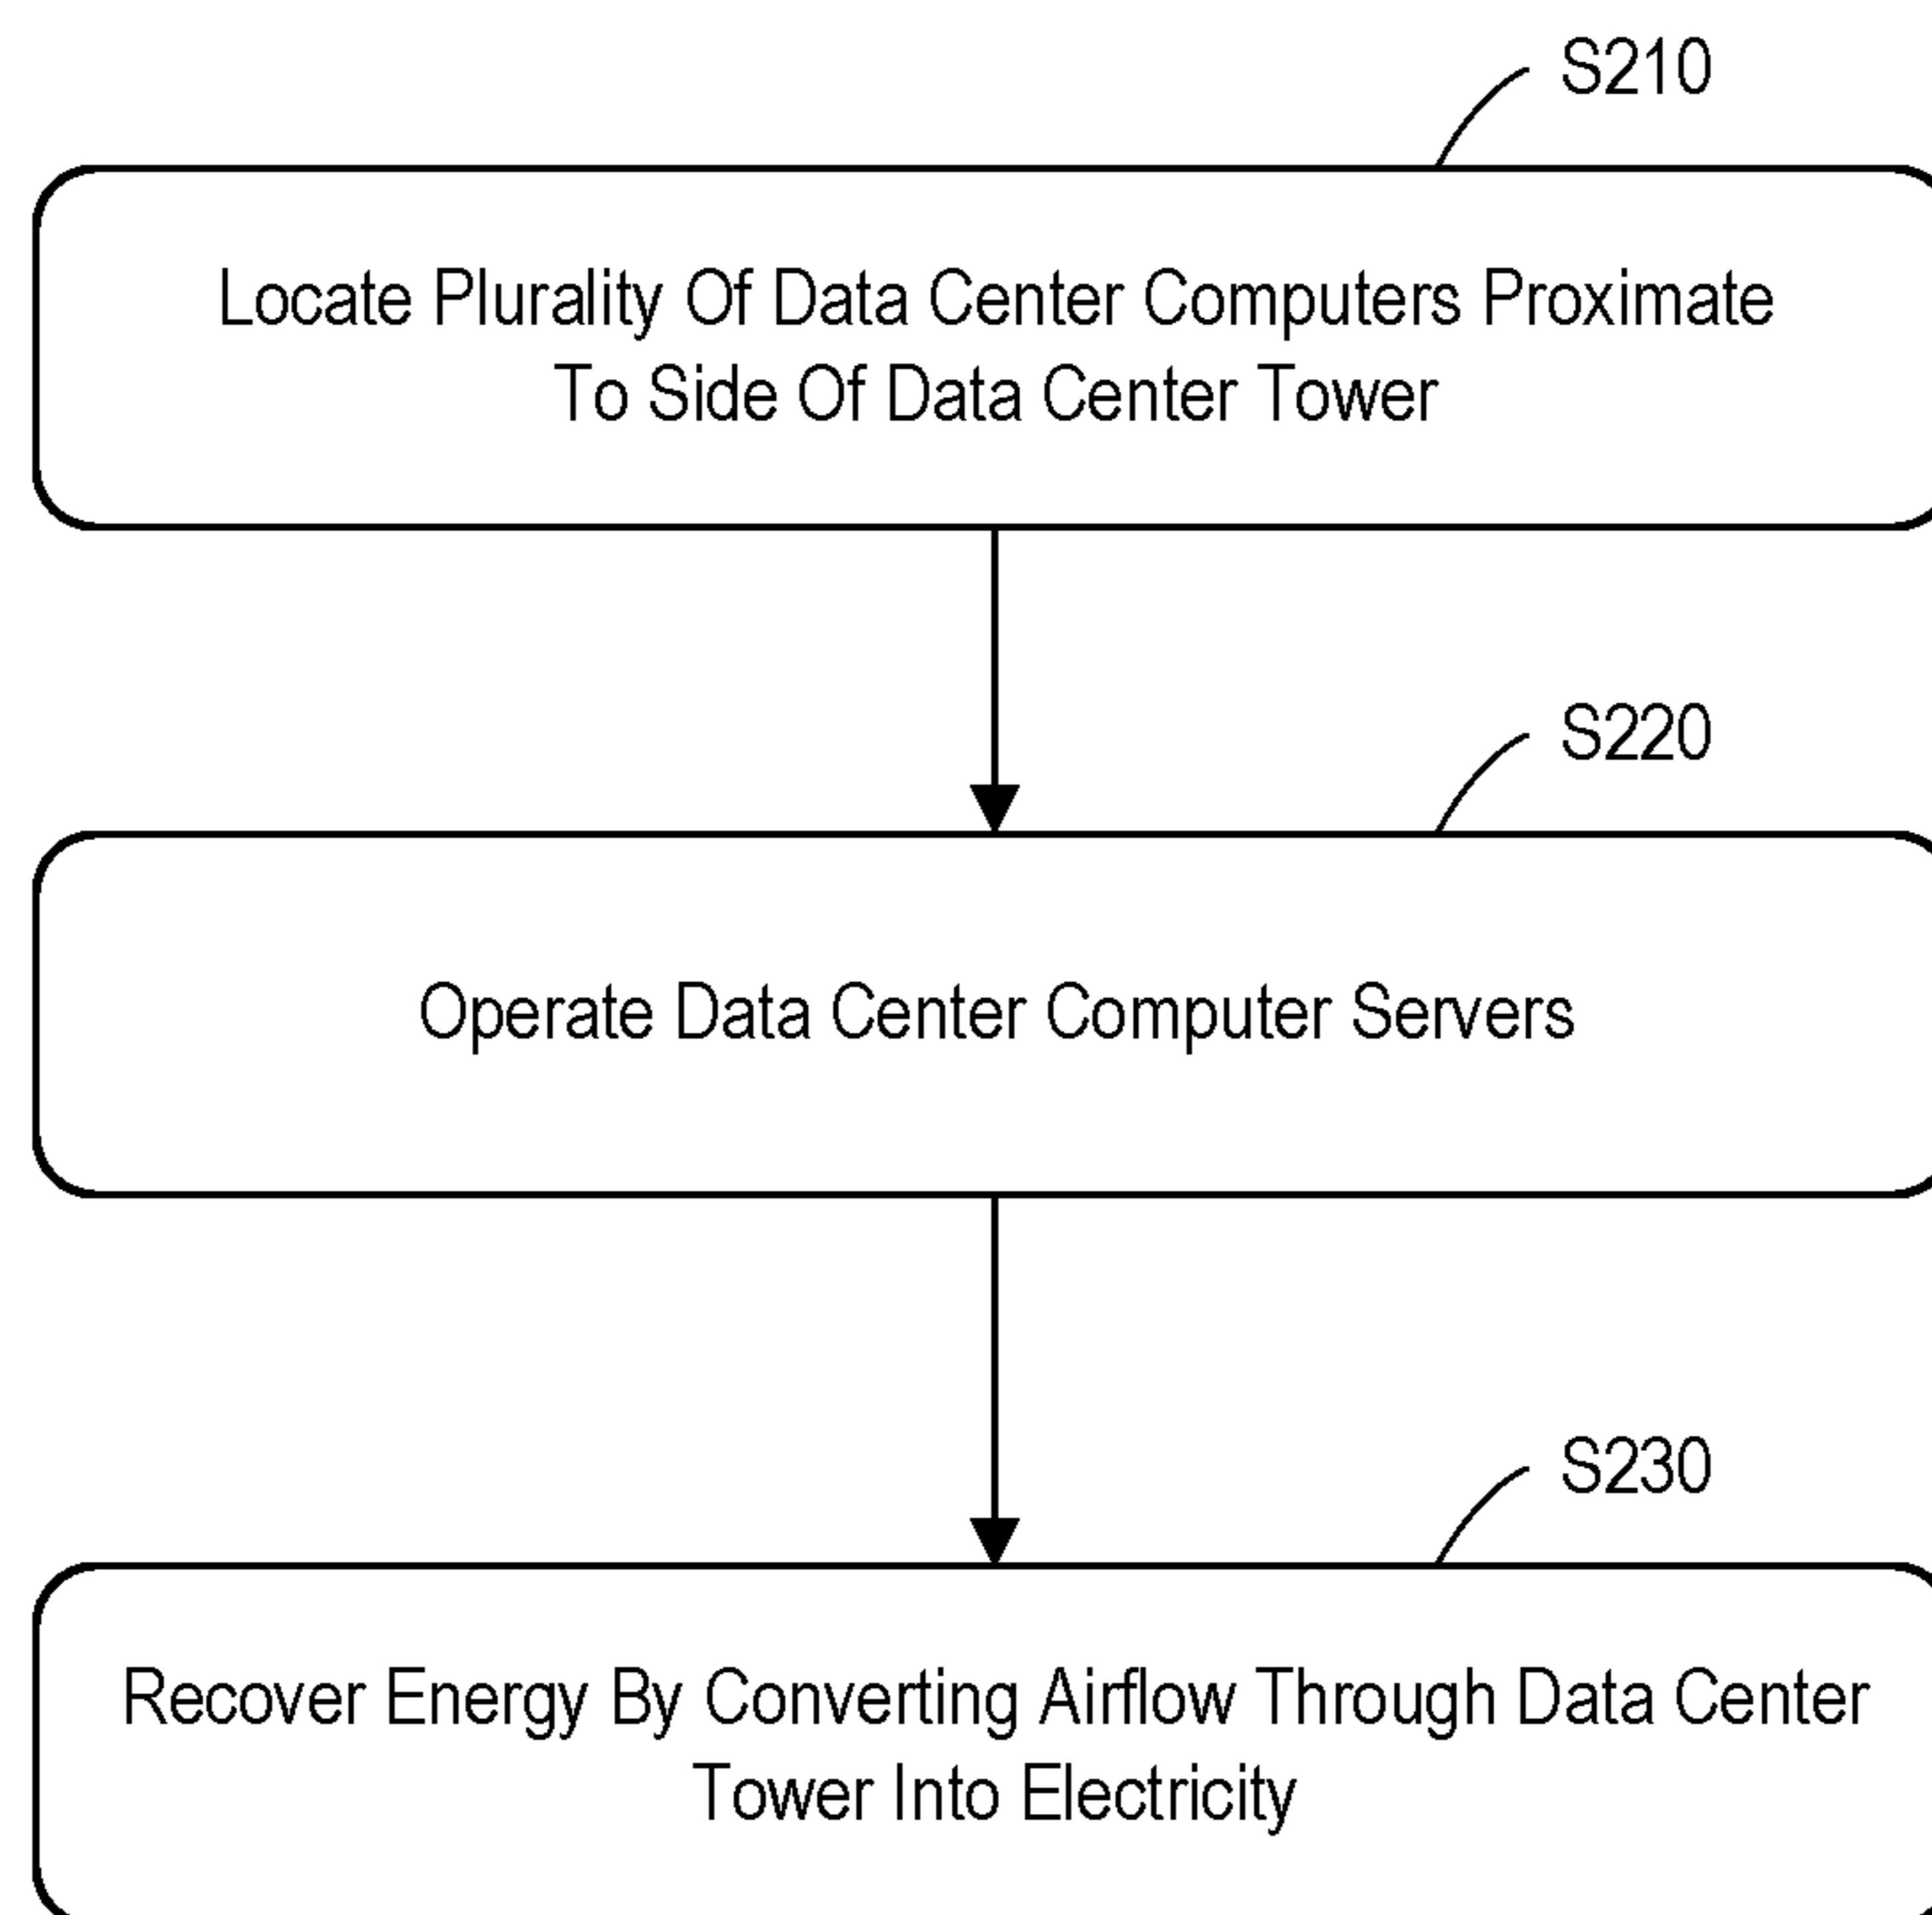 S210
Locate Plurality Of Data Center Computers Proximate
To Side Of Data Center Tower
S220
Operate Data Center Computer Servers
S230
Recover Energy By Converting Airflow Through Data Center
Tower Into Electricity